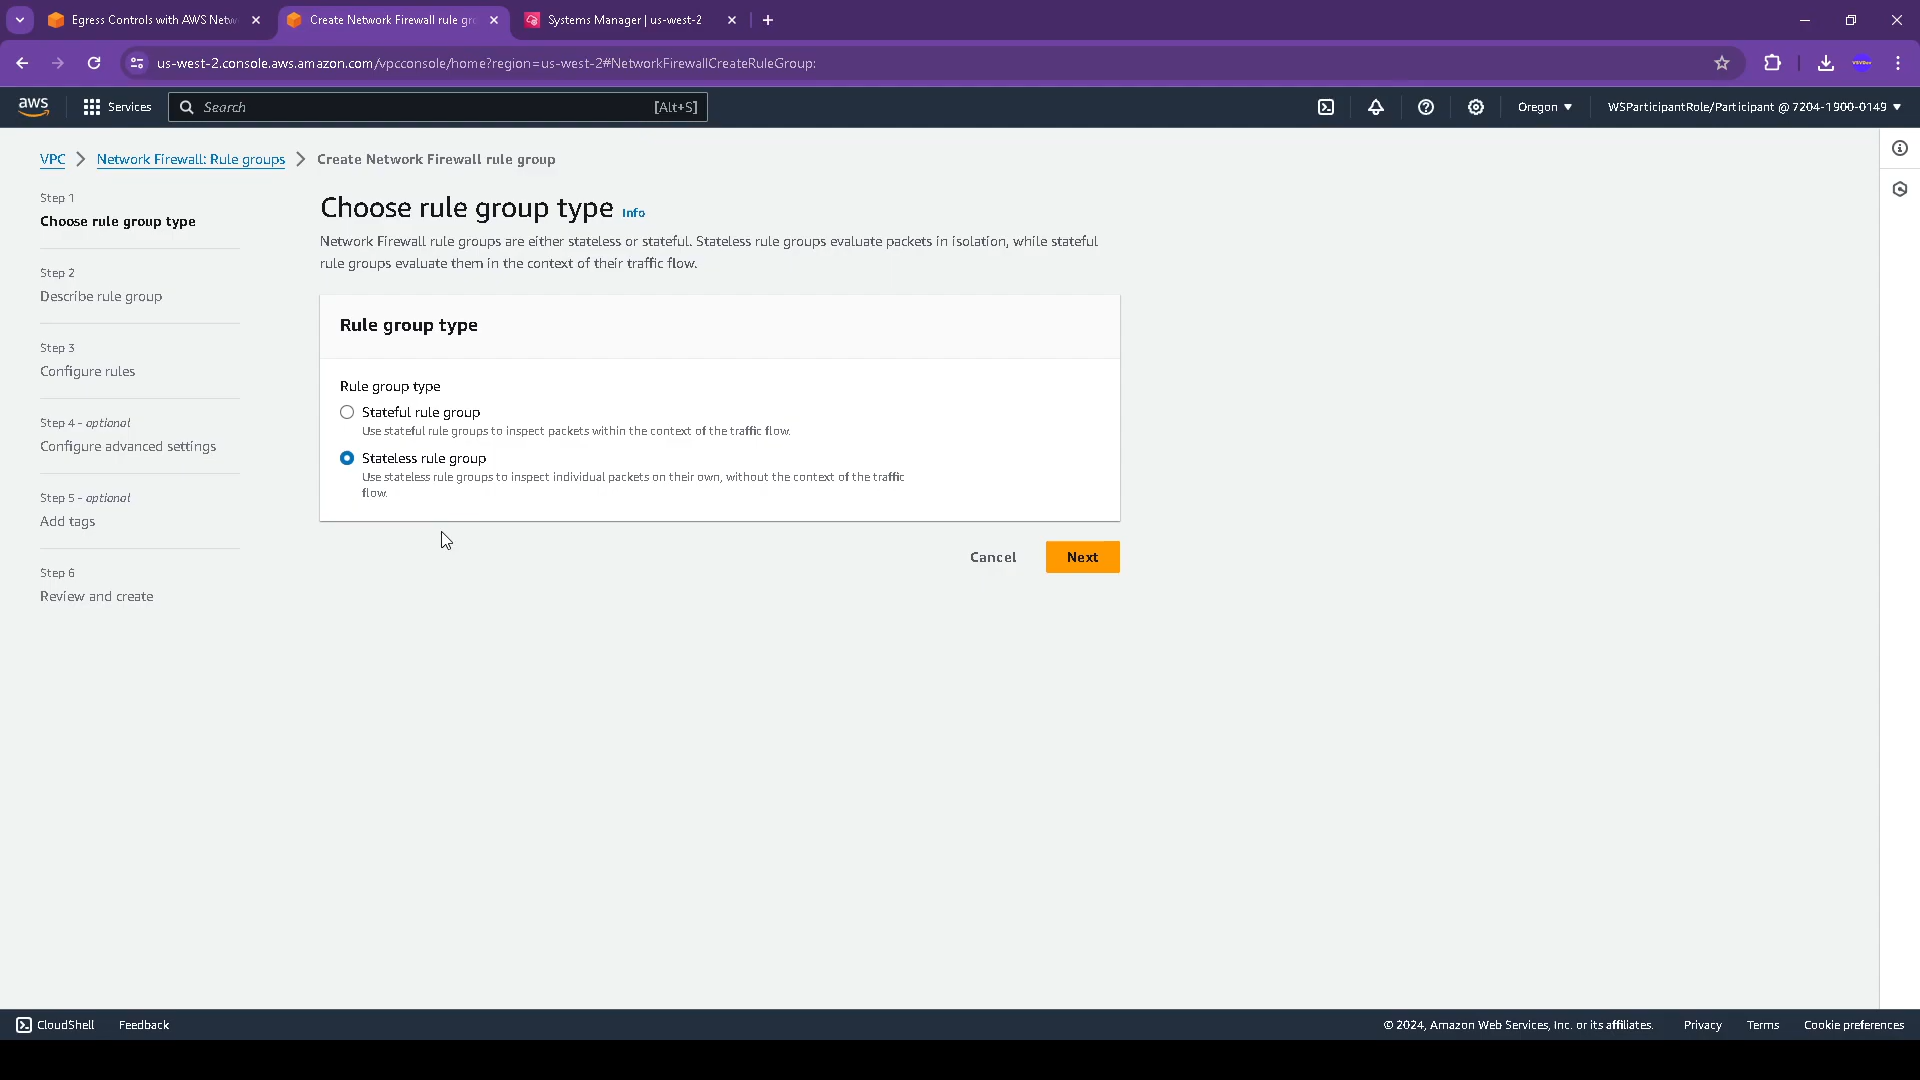 Egress Controls with AWS Netw
Create Network Firewall rule gr
Systems Manager | us-west-2
us-west-2.console.aws.amazon.com/vpcconsole/home?region=us-west-2#NetworkFirewallCreateRuleGroup:
aws
Services
Search
[Alt+S]
Oregon
WSParticipantRole/Participant @ 7204-1900-0149
VPC
Network Firewall: Rule groups
Create Network Firewall rule group
Step 1
Choose rule group type
Step 2
Describe rule group
Step 3
Configure rules
Step 4 - optional
Configure advanced settings
Step 5 - optional
Add tags
Step 6
Review and create
Choose rule group type Info
Network Firewall rule groups are either stateless or stateful. Stateless rule groups evaluate packets in isolation, while stateful
rule groups evaluate them in the context of their traffic flow.
Rule group type
Rule group type
Stateful rule group
Use stateful rule groups to inspect packets within the context of the traffic flow.
Stateless rule group
Use stateless rule groups to inspect individual packets on their own, without the context of the traffic
flow.
Cancel
Next
CloudShell
Feedback
© 2024, Amazon Web Services, Inc. or its affiliates.
Privacy
Terms
Cookie preferences